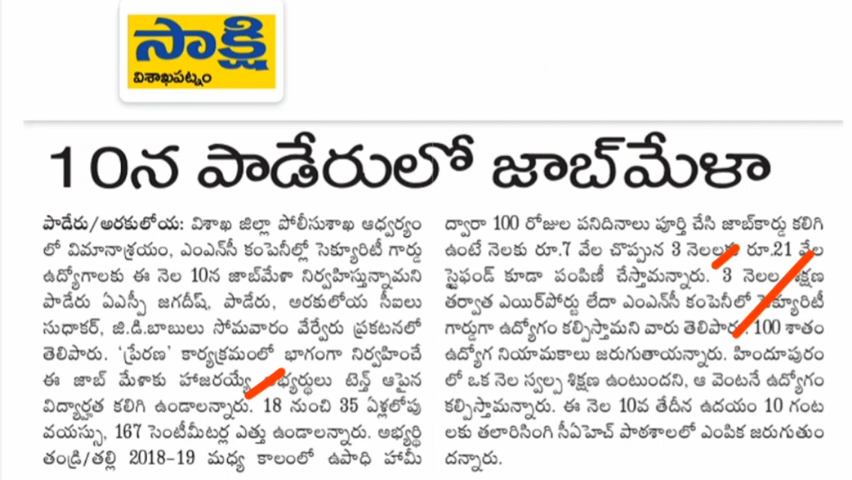 సాక్షి
విశాఖపట్నం
10న పాడేరులో జాబ్‌మేళా
పాడేరు/అరకులోయ: విశాఖ జిల్లా పోలీసుశాఖ ఆధ్వర్యం
లో విమానాశ్రయం, ఎంఎన్‌సీ కంపెనీల్లో సెక్యూరిటీ గార్డు
ఉద్యోగాలకు ఈ నెల 10న జాబ్‌మేళా నిర్వహిస్తున్నామని
పాడేరు ఏఎస్పీ జగదీష్, పాడేరు, అరకులోయ సీఐలు
సుధాకర్, జి.డి.బాబులు సోమవారం వేర్వేరు ప్రకటనలో
తెలిపారు. ‘ప్రేరణ’ కార్యక్రమంలో భాగంగా నిర్వహించే
ఈ జాబ్ మేళాకు హాజరయ్యే అభ్యర్థులు టెన్త్ ఆపైన
విద్యార్హత కలిగి ఉండాలన్నారు. 18 నుంచి 35 ఏళ్లలోపు
వయస్సు, 167 సెంటీమీటర్ల ఎత్తు ఉండాలన్నారు. అభ్యర్థి
తండ్రి/తల్లి 2018-19 మధ్య కాలంలో ఉపాధి హామీ
ద్వారా 100 రోజుల పనిదినాలు పూర్తి చేసి జాబ్‌కార్డు కలిగి
ఉంటే నెలకు రూ.7 వేల చొప్పున 3 నెలలకు రూ.21 వేల
స్టైఫండ్ కూడా పంపిణీ చేస్తామన్నారు. 3 నెలల శిక్షణ
తర్వాత ఎయిర్‌పోర్టు లేదా ఎంఎన్‌సీ కంపెనీలో సెక్యూరిటీ
గార్డుగా ఉద్యోగం కల్పిస్తామని వారు తెలిపారు. 100 శాతం
ఉద్యోగ నియామకాలు జరుగుతాయన్నారు. హిందూపురం
లో ఒక నెల స్వల్ప శిక్షణ ఉంటుందని, ఆ వెంటనే ఉద్యోగం
కల్పిస్తామన్నారు. ఈ నెల 10వ తేదీన ఉదయం 10 గంట
లకు తలారిసింగి సీఏహెచ్ పాఠశాలలో ఎంపిక జరుగుతుం
దన్నారు.